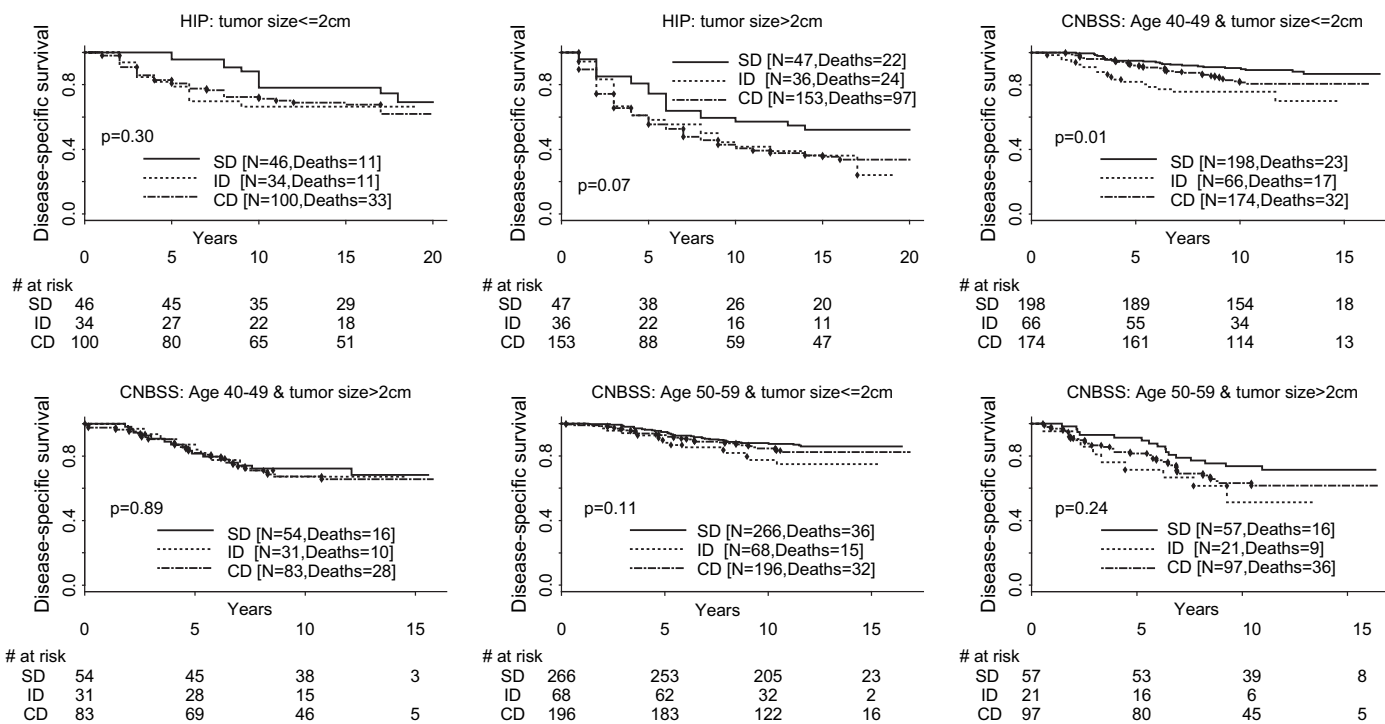 HIP: tumor size<=2cm
Disease-specific survival
0.8
0.4
0.0
p=0.30
SD [N=46,Deaths=11]
ID [N=34,Deaths=11]
CD [N=100,Deaths=33]
Years
0 5 10 15 20
# at risk
SD 46 45 35 29
ID 34 27 22 18
CD 100 80 65 51
HIP: tumor size>2cm
Disease-specific survival
0.8
0.4
0.0
SD [N=47,Deaths=22]
ID [N=36,Deaths=24]
CD [N=153,Deaths=97]
p=0.07
Years
0 5 10 15 20
# at risk
SD 47 38 26 20
ID 36 22 16 11
CD 153 88 59 47
CNBSS: Age 40-49 & tumor size<=2cm
Disease-specific survival
0.8
0.4
0.0
p=0.01
SD [N=198,Deaths=23]
ID [N=66,Deaths=17]
CD [N=174,Deaths=32]
Years
0 5 10 15
# at risk
SD 198 189 154 18
ID 66 55 34
CD 174 161 114 13
CNBSS: Age 40-49 & tumor size>2cm
Disease-specific survival
0.8
0.4
0.0
p=0.89
SD [N=54,Deaths=16]
ID [N=31,Deaths=10]
CD [N=83,Deaths=28]
Years
0 5 10 15
# at risk
SD 54 45 38 3
ID 31 28 15
CD 83 69 46 5
CNBSS: Age 50-59 & tumor size<=2cm
Disease-specific survival
0.8
0.4
0.0
p=0.11
SD [N=266,Deaths=36]
ID [N=68,Deaths=15]
CD [N=196,Deaths=32]
Years
0 5 10 15
# at risk
SD 266 253 205 23
ID 68 62 32 2
CD 196 183 122 16
CNBSS: Age 50-59 & tumor size>2cm
Disease-specific survival
0.8
0.4
0.0
p=0.24
SD [N=57,Deaths=16]
ID [N=21,Deaths=9]
CD [N=97,Deaths=36]
Years
0 5 10 15
# at risk
SD 57 53 39 8
ID 21 16 6
CD 97 80 45 5